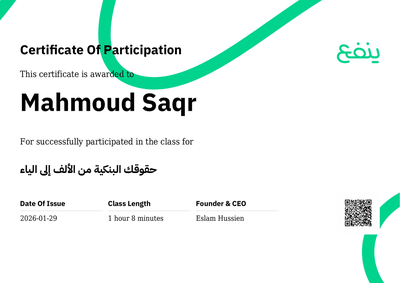 Certificate Of Participation
ينفع
This certificate is awarded to
Mahmoud Saqr
For successfully participated in the class for
حقوقك البنكية من الألف إلى الياء
Date Of Issue Class Length Founder & CEO
2026-01-29 1 hour 8 minutes Eslam Hussien